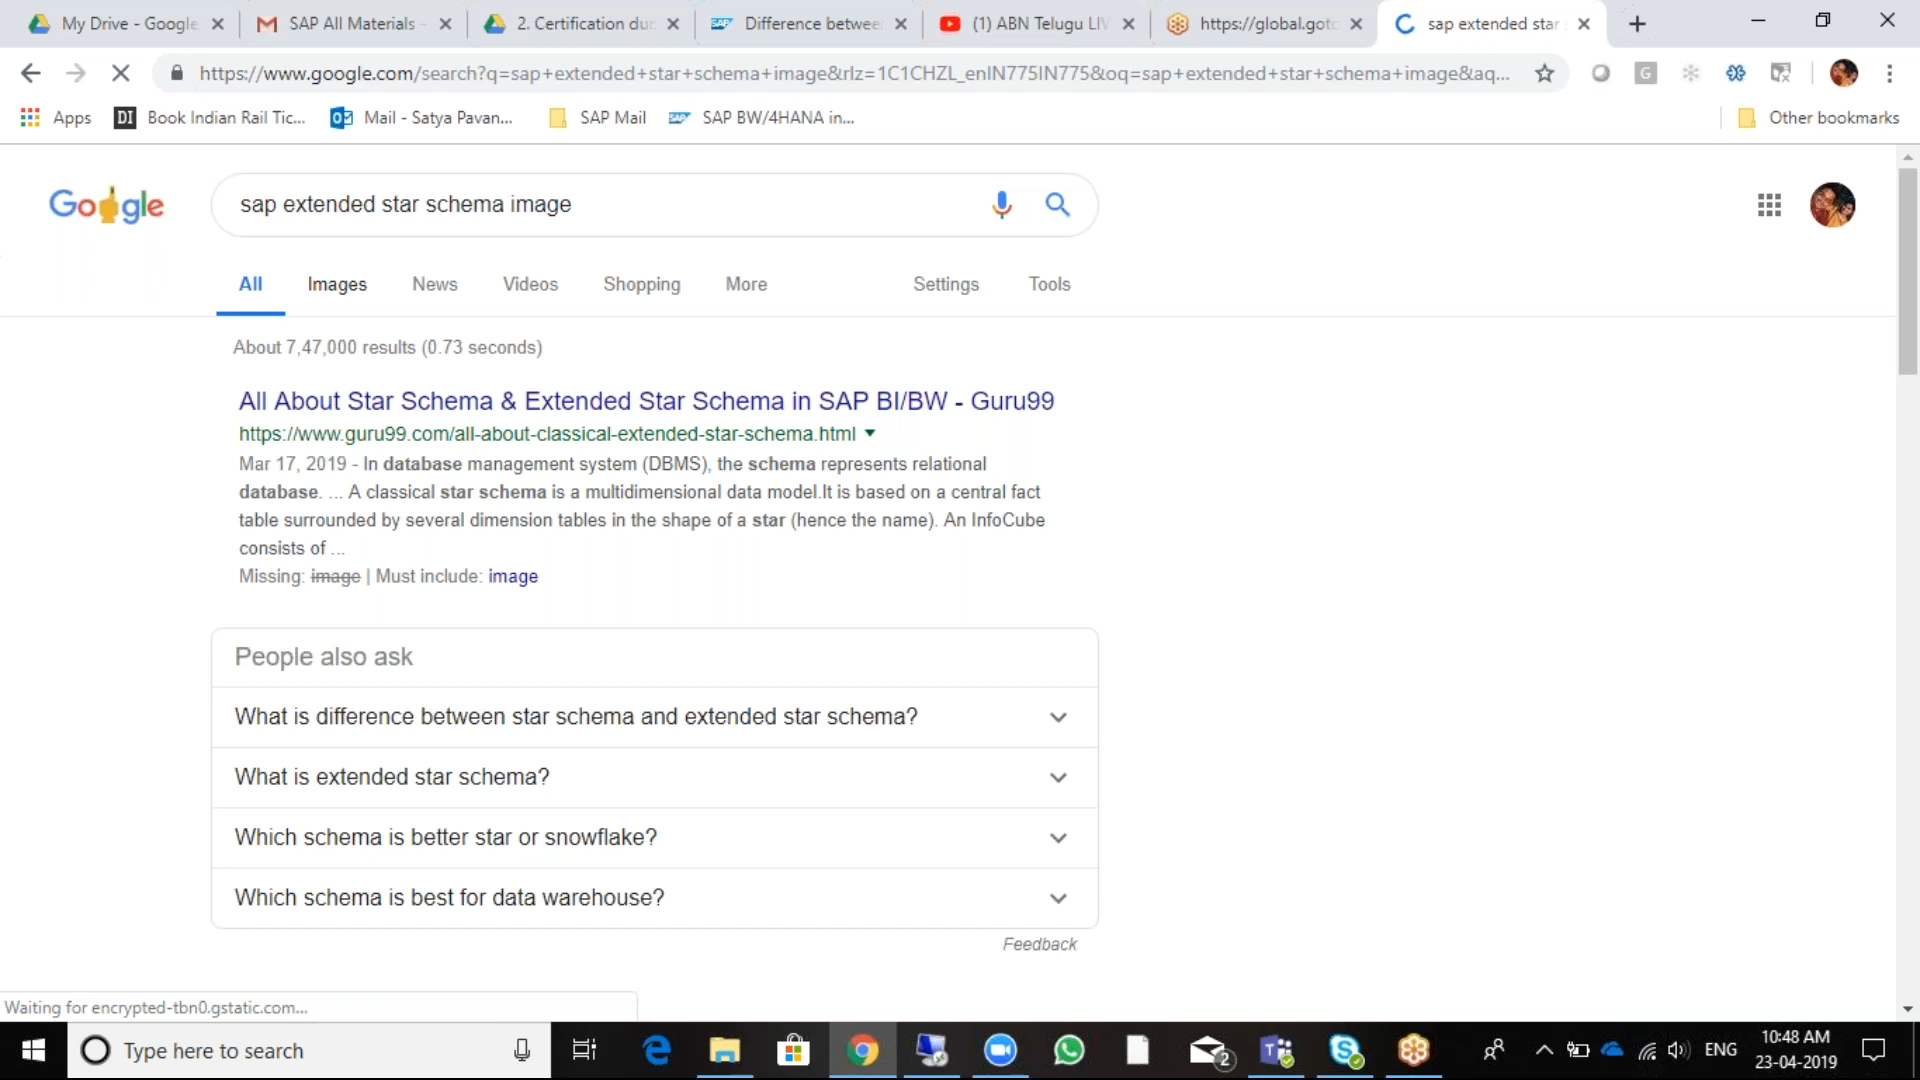 My Drive - Google
SAP All Materials -
2. Certification du
Difference betwee
(1) ABN Telugu LIV
https://global.goto
sap extended star
https://www.google.com/search?q=sap+extended+star+schema+image&rlz=1C1CHZL_enIN775IN775&oq=sap+extended+star+schema+image&aq...
Apps
DI Book Indian Rail Tic...
Mail - Satya Pavan...
SAP Mail
SAP BW/4HANA in...
Other bookmarks
Google
sap extended star schema image
All Images News Videos Shopping More Settings Tools
About 7,47,000 results (0.73 seconds)
All About Star Schema & Extended Star Schema in SAP BI/BW - Guru99
https://www.guru99.com/all-about-classical-extended-star-schema.html
Mar 17, 2019 - In database management system (DBMS), the schema represents relational
database. ... A classical star schema is a multidimensional data model.It is based on a central fact
table surrounded by several dimension tables in the shape of a star (hence the name). An InfoCube
consists of ...
Missing: image | Must include: image
People also ask
What is difference between star schema and extended star schema?
What is extended star schema?
Which schema is better star or snowflake?
Which schema is best for data warehouse?
Feedback
Waiting for encrypted-tbn0.gstatic.com...
Type here to search
2
ENG
10:48 AM
23-04-2019